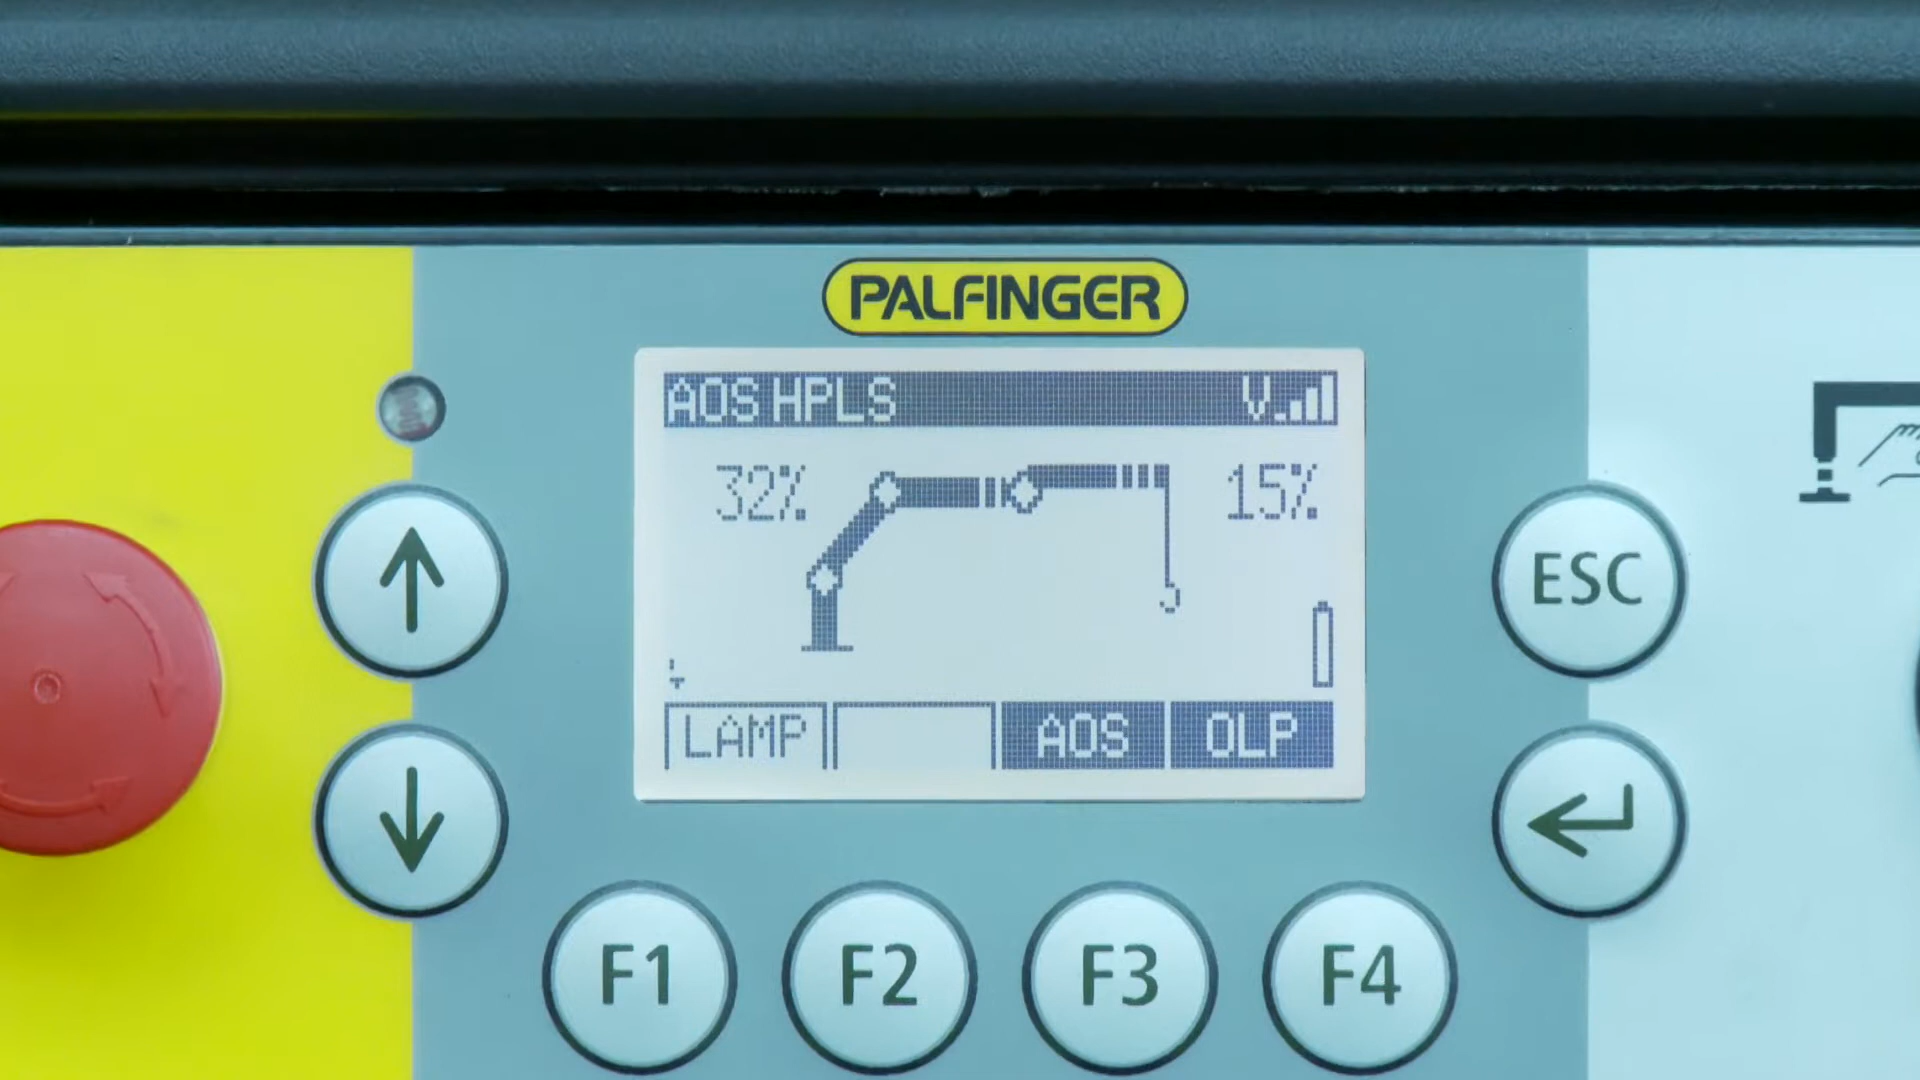 PALFINGER
AOS HPLS V
32% 15%
LAMP AOS OLP
ESC
F1 F2 F3 F4